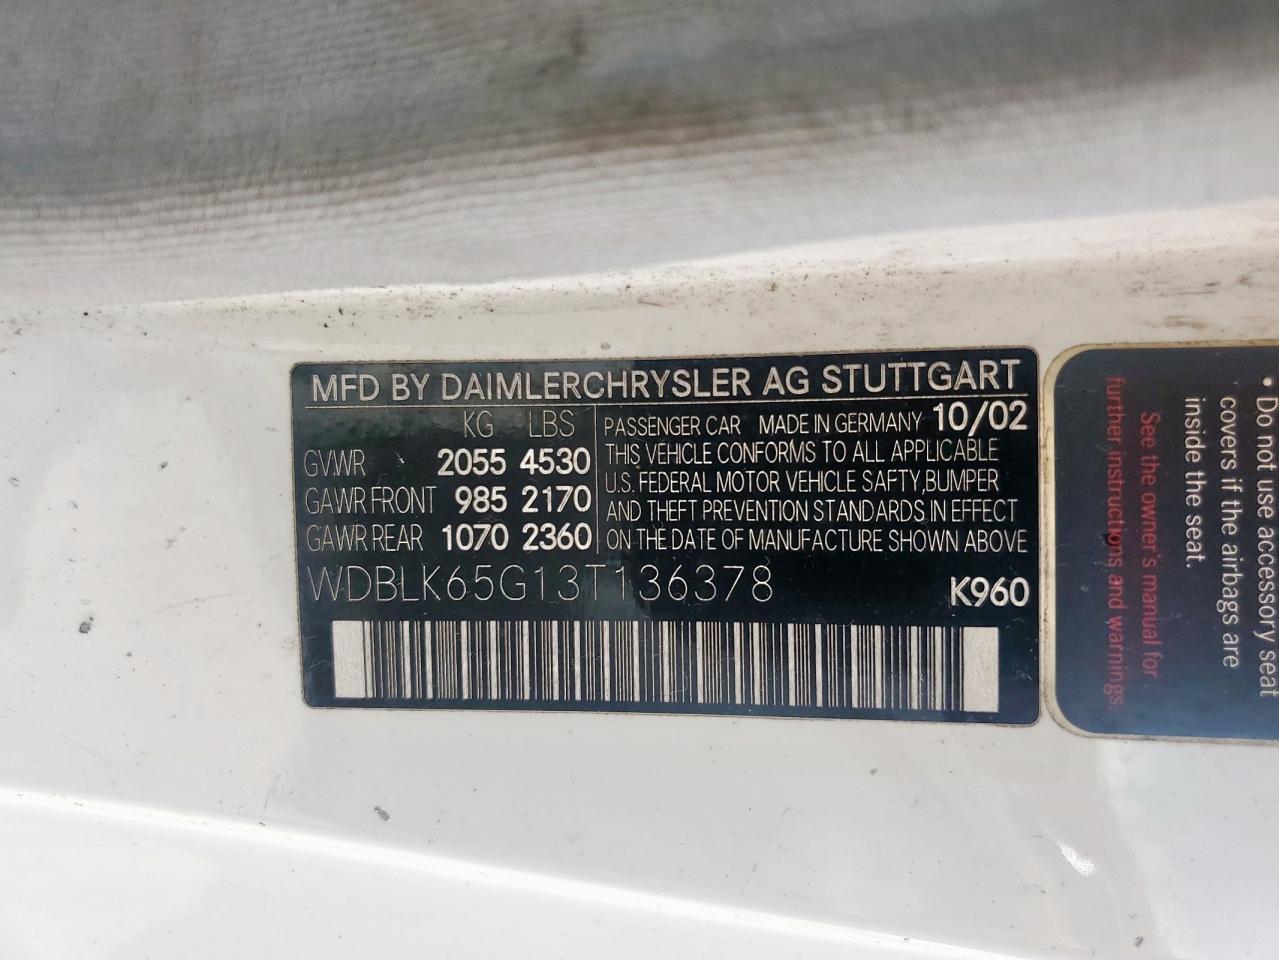 MFD BY DAIMLERCHRYSLER AG STUTTGART
KG LBS
GVWR 2055 4530
GAWR FRONT 985 2170
GAWR REAR 1070 2360
PASSENGER CAR MADE IN GERMANY 10/02
THIS VEHICLE CONFORMS TO ALL APPLICABLE
U.S. FEDERAL MOTOR VEHICLE SAFTY, BUMPER
AND THEFT PREVENTION STANDARDS IN EFFECT
ON THE DATE OF MANUFACTURE SHOWN ABOVE
WDBLK65G13T136378 K960
• Do not use accessory seat
covers if the airbags are
inside the seat.
See the owner's manual for
further instructions and warnings.